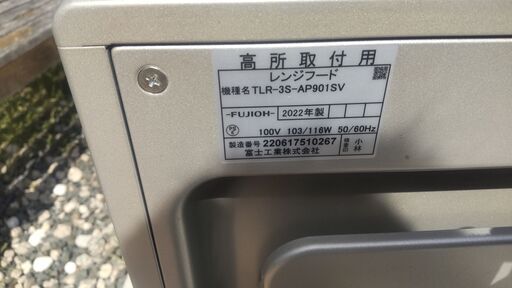 高所取付用
レンジフード
機種名 TLR-3S-AP901SV
-FUJIOH- 2022年製
100V 103/116W 50/60Hz
製造番号 220617510267
富士工業株式会社
小林